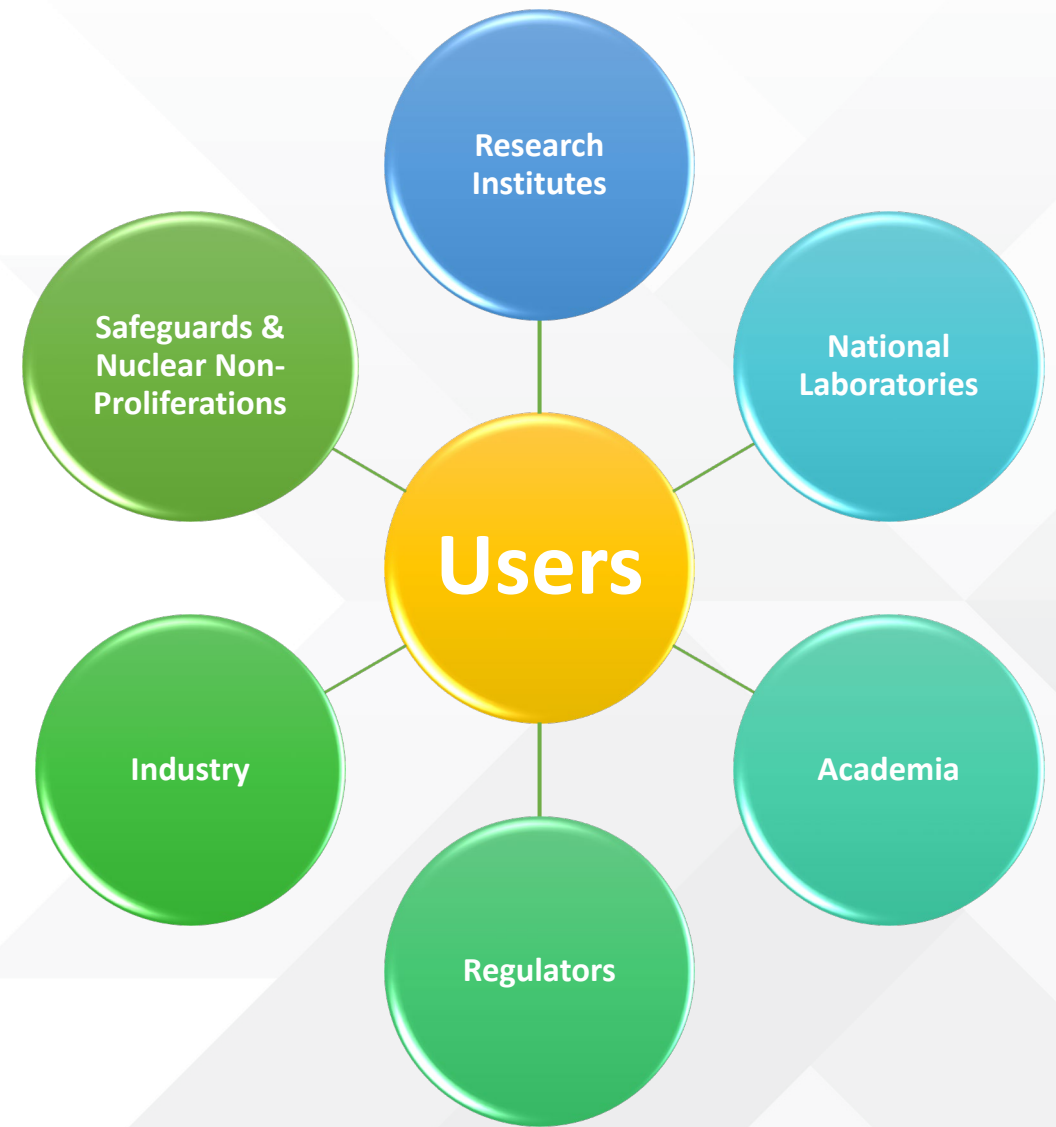 Research
Institutes
National
Laboratories
Academia
Regulators
Industry
Safeguards &
Nuclear Non-
Proliferations
Users